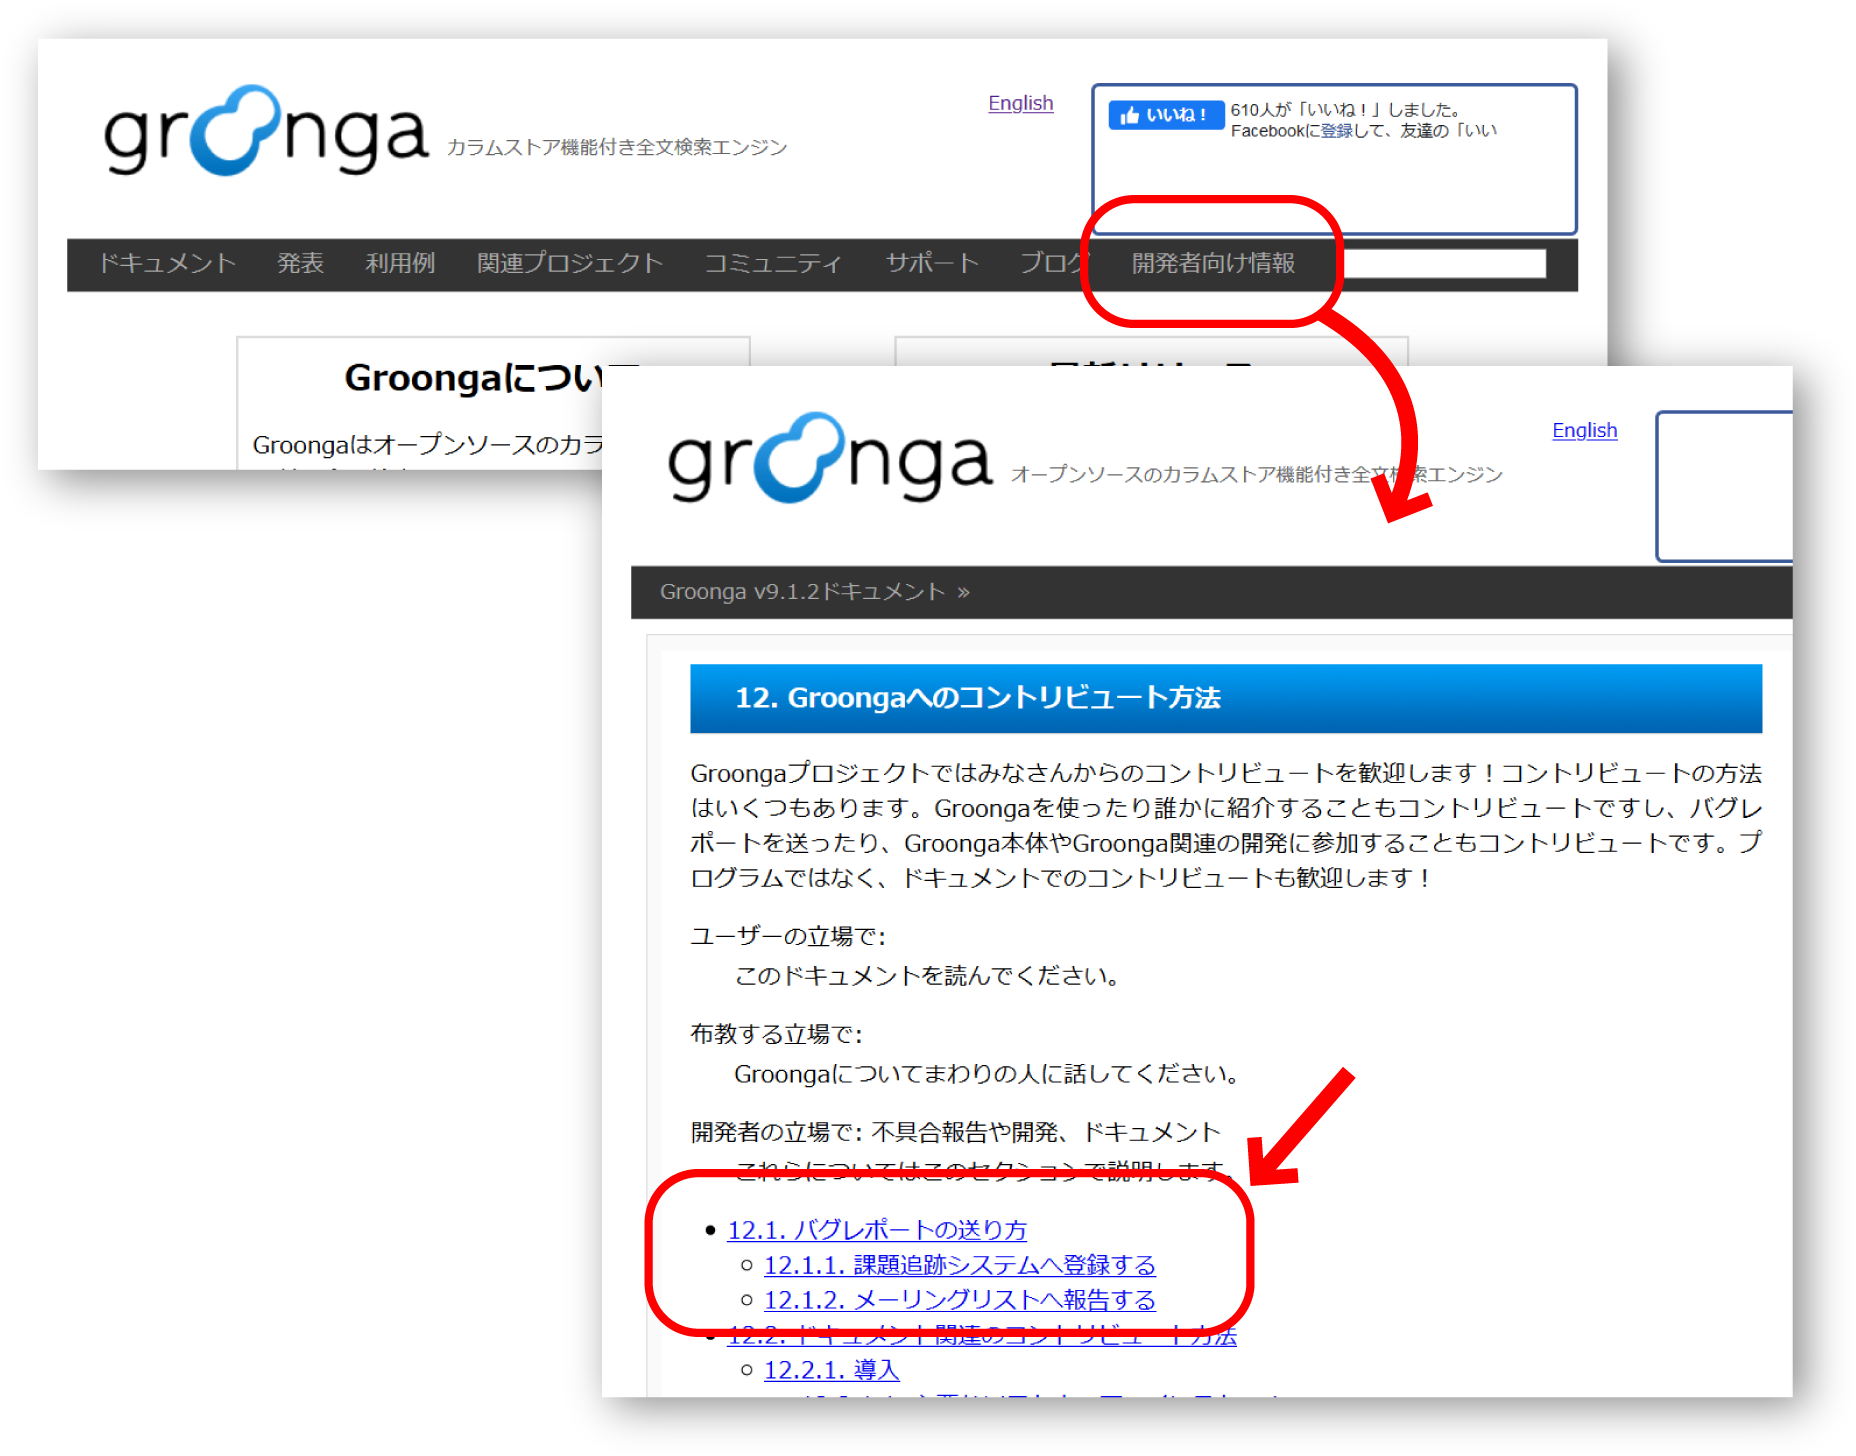 groonga
カラムストア機能付き全文検索エンジン
English
いいね！
610人が「いいね！」しました。
Facebookに登録して、友達の「いい
ドキュメント 発表 利用例 関連プロジェクト コミュニティ サポート ブログ 開発者向け情報
Groongaについて
最新リリース
Groongaはオープンソースのカラ
groonga
オープンソースのカラムストア機能付き全文検索エンジン
English
Groonga v9.1.2ドキュメント »
12. Groongaへのコントリビュート方法
Groongaプロジェクトではみなさんからのコントリビュートを歓迎します！コントリビュートの方法
はいくつもあります。Groongaを使ったり誰かに紹介することもコントリビュートですし、バグレ
ポートを送ったり、Groonga本体やGroonga関連の開発に参加することもコントリビュートです。プ
ログラムではなく、ドキュメントでのコントリビュートも歓迎します！
ユーザーの立場で:
このドキュメントを読んでください。
布教する立場で:
Groongaについてまわりの人に話してください。
開発者の立場で: 不具合報告や開発、ドキュメント
これらについてはこのセクションで説明します。
• 12.1. バグレポートの送り方
○ 12.1.1. 課題追跡システムへ登録する
○ 12.1.2. メーリングリストへ報告する
• 12.2. ドキュメント関連のコントリビュート方法
○ 12.2.1. 導入